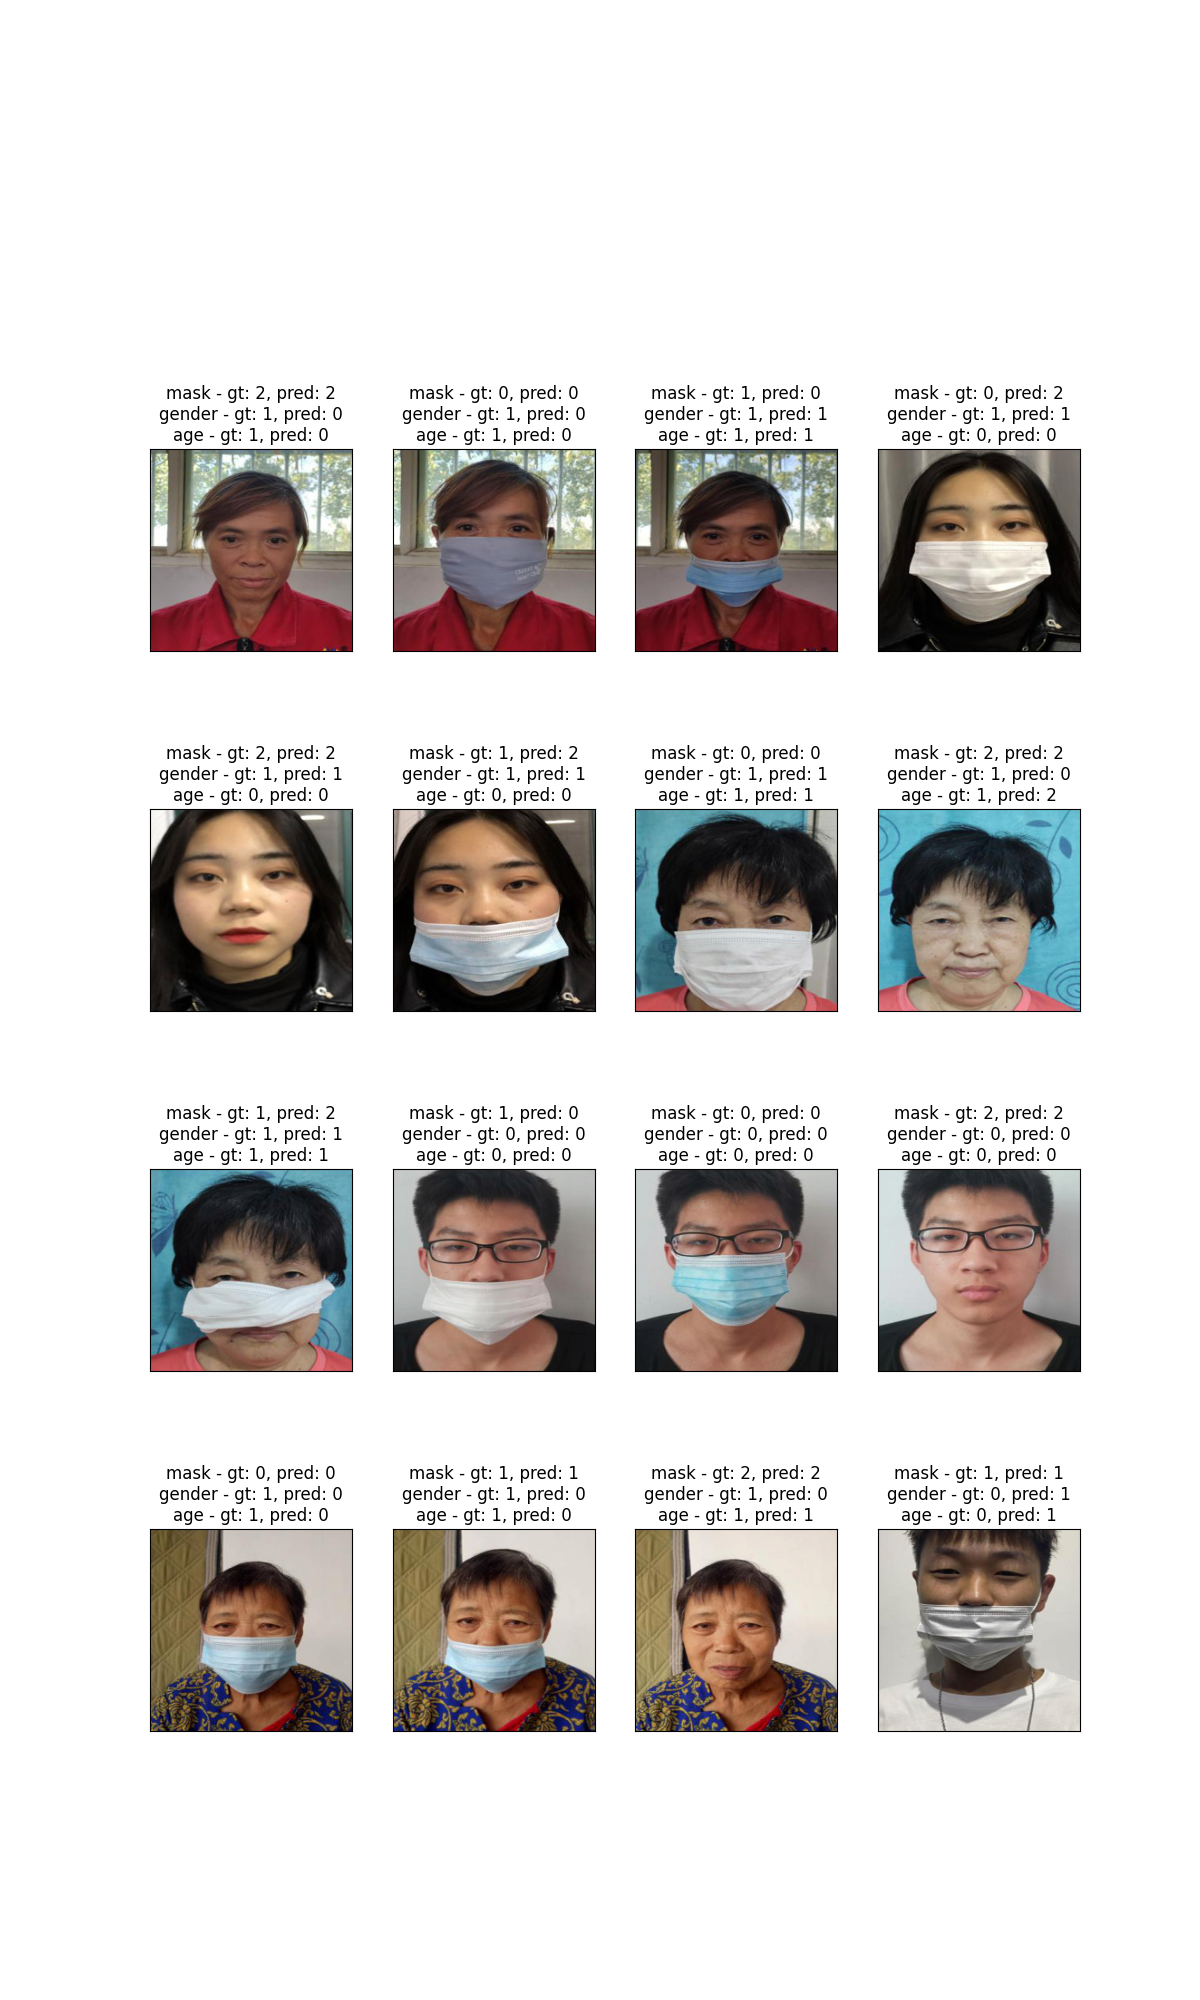 mask - gt: 2, pred: 2
gender - gt: 1, pred: 0
age - gt: 1, pred: 0
mask - gt: 0, pred: 0
gender - gt: 1, pred: 0
age - gt: 1, pred: 0
mask - gt: 1, pred: 0
gender - gt: 1, pred: 1
age - gt: 1, pred: 1
mask - gt: 0, pred: 2
gender - gt: 1, pred: 1
age - gt: 0, pred: 0
mask - gt: 2, pred: 2
gender - gt: 1, pred: 1
age - gt: 0, pred: 0
mask - gt: 1, pred: 2
gender - gt: 1, pred: 1
age - gt: 0, pred: 0
mask - gt: 0, pred: 0
gender - gt: 1, pred: 1
age - gt: 1, pred: 1
mask - gt: 2, pred: 2
gender - gt: 1, pred: 0
age - gt: 1, pred: 2
mask - gt: 1, pred: 2
gender - gt: 1, pred: 1
age - gt: 1, pred: 1
mask - gt: 1, pred: 0
gender - gt: 0, pred: 0
age - gt: 0, pred: 0
mask - gt: 0, pred: 0
gender - gt: 0, pred: 0
age - gt: 0, pred: 0
mask - gt: 2, pred: 2
gender - gt: 0, pred: 0
age - gt: 0, pred: 0
mask - gt: 0, pred: 0
gender - gt: 1, pred: 0
age - gt: 1, pred: 0
mask - gt: 1, pred: 1
gender - gt: 1, pred: 0
age - gt: 1, pred: 0
mask - gt: 2, pred: 2
gender - gt: 1, pred: 0
age - gt: 1, pred: 1
mask - gt: 1, pred: 1
gender - gt: 0, pred: 1
age - gt: 0, pred: 1